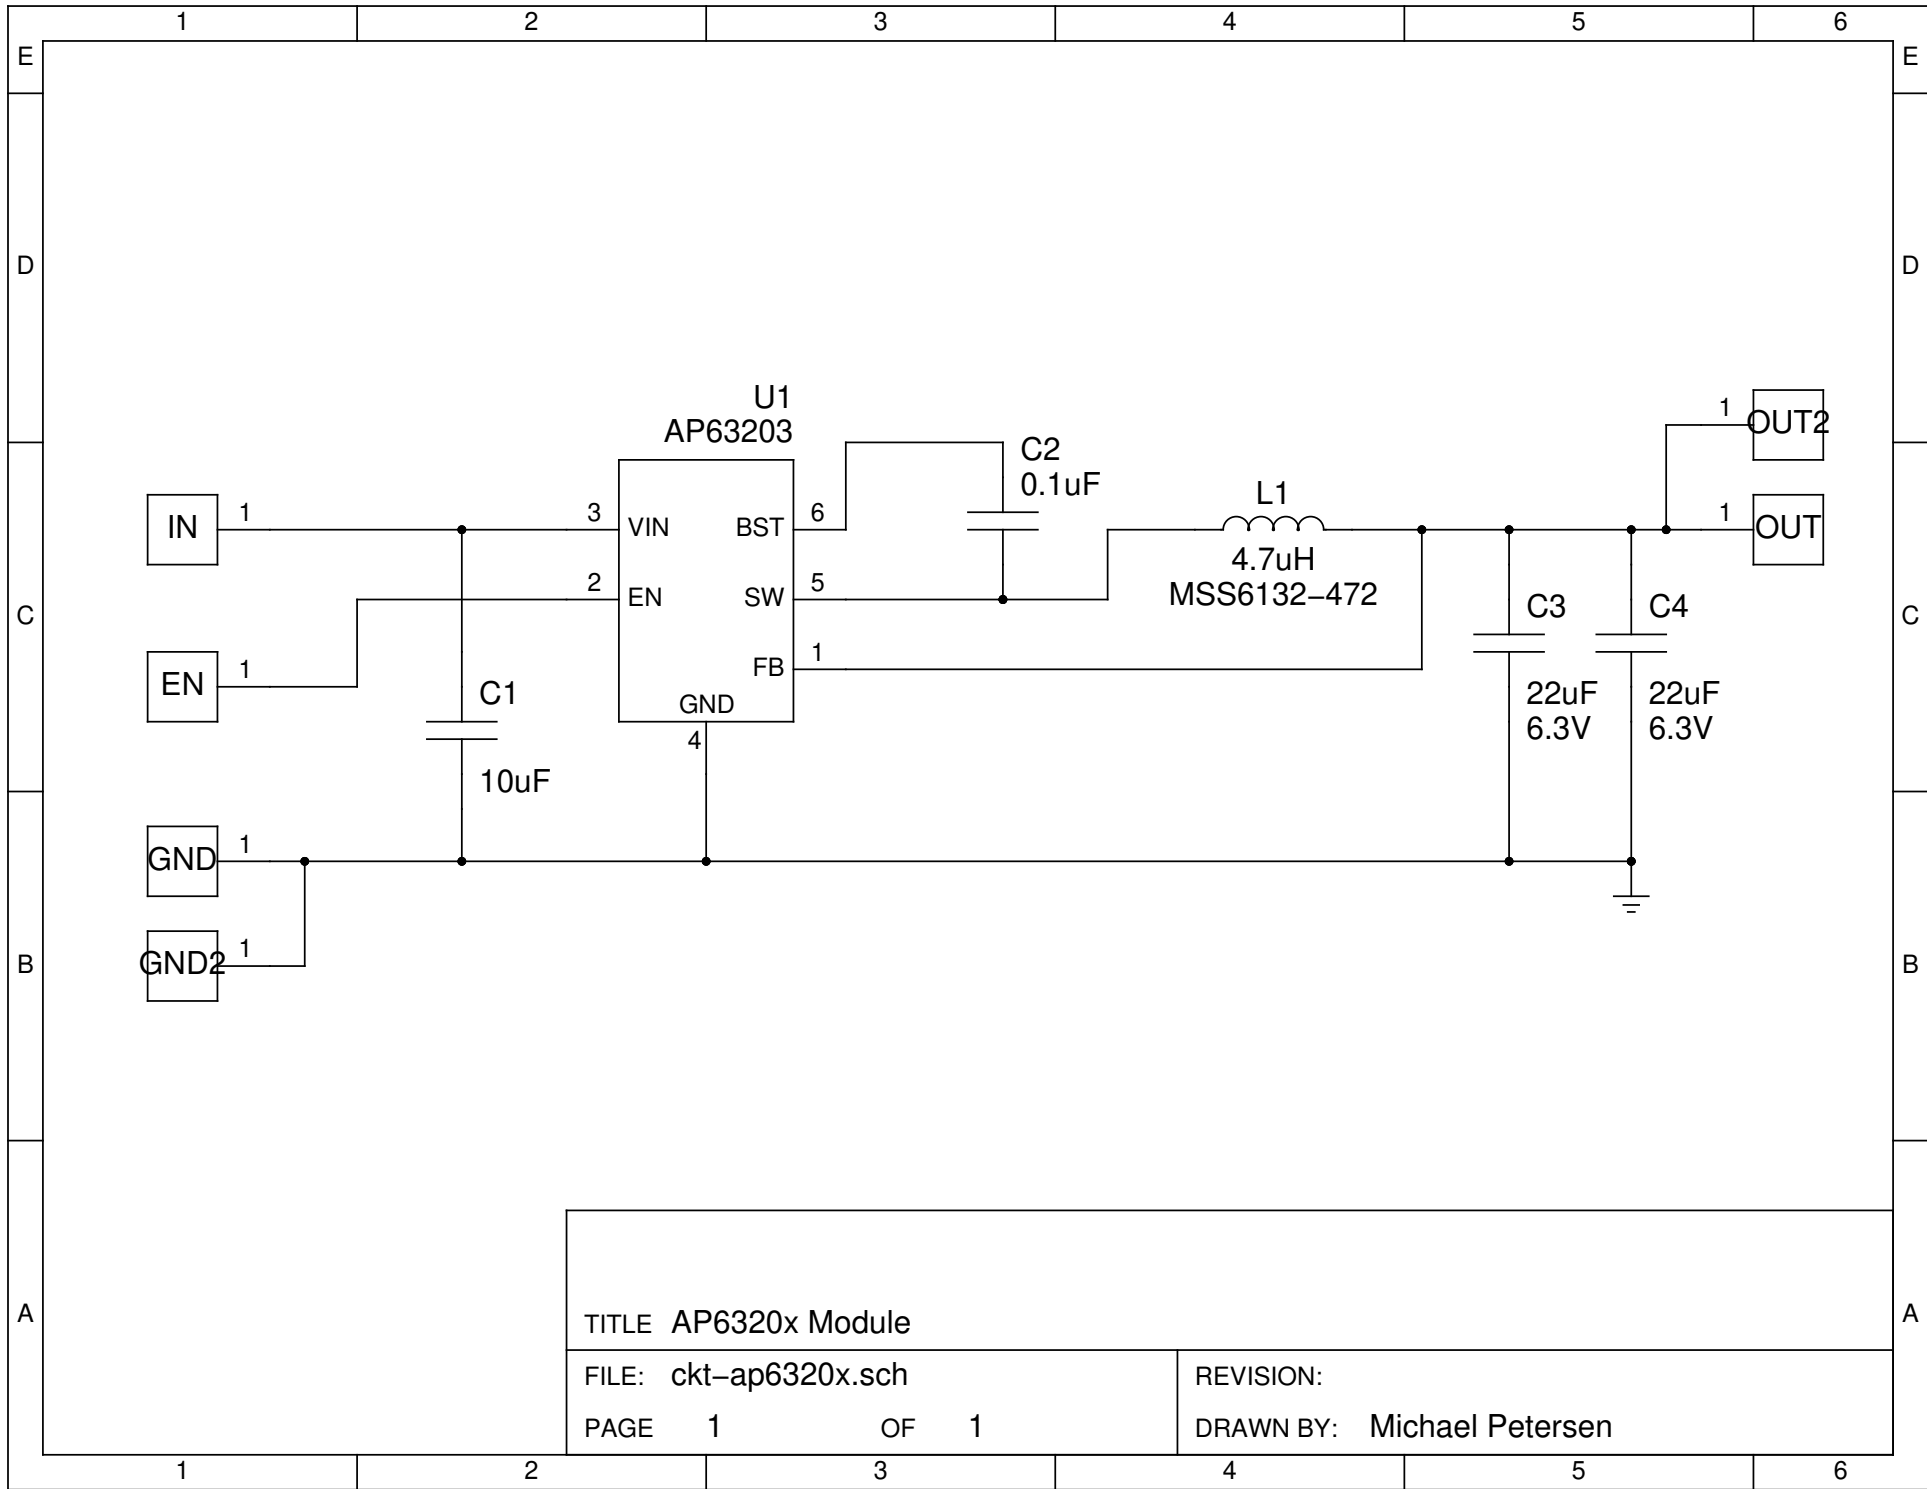 1 2 3 4 5 6
E E
D D
U1
AP63203
1 OUT2
C2
0.1uF
IN 1 3 VIN BST 6
L1
4.7uH
MSS6132–472
1 OUT
2 EN SW 5
C C
C3 C4
EN 1
FB 1
C1
22uF 22uF
6.3V 6.3V
GND
4
10uF
GND 1
GND2 1
B B
A A
TITLE AP6320x Module
FILE: ckt–ap6320x.sch REVISION:
PAGE 1 OF 1 DRAWN BY: Michael Petersen
1 2 3 4 5 6